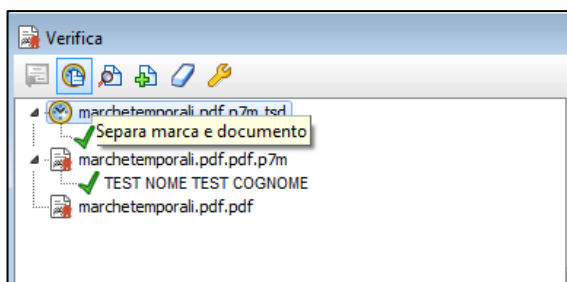 Verifica
marchetemporali.pdf.p7m.tsd
Separa marca e documento
marchetemporali.pdf.pdf.p7m
TEST NOME TEST COGNOME
marchetemporali.pdf.pdf